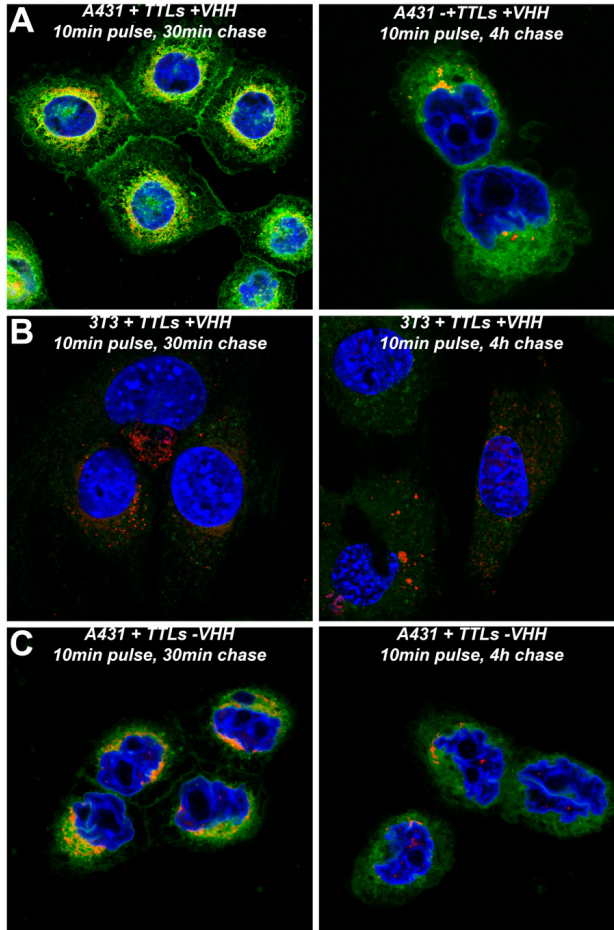 A
A431 + TTLs +VHH
10min pulse, 30min chase
A431 -+TTLs +VHH
10min pulse, 4h chase
B
3T3 + TTLs +VHH
10min pulse, 30min chase
3T3 + TTLs +VHH
10min pulse, 4h chase
C
A431 + TTLs -VHH
10min pulse, 30min chase
A431 + TTLs -VHH
10min pulse, 4h chase